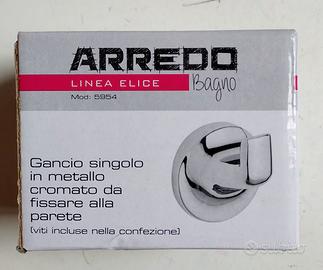 ARREDO
LINEA ELICE Bagno
Mod: 5954
Gancio singolo
in metallo
cromato da
fissare alla
parete
(viti incluse nella confezione)
subito